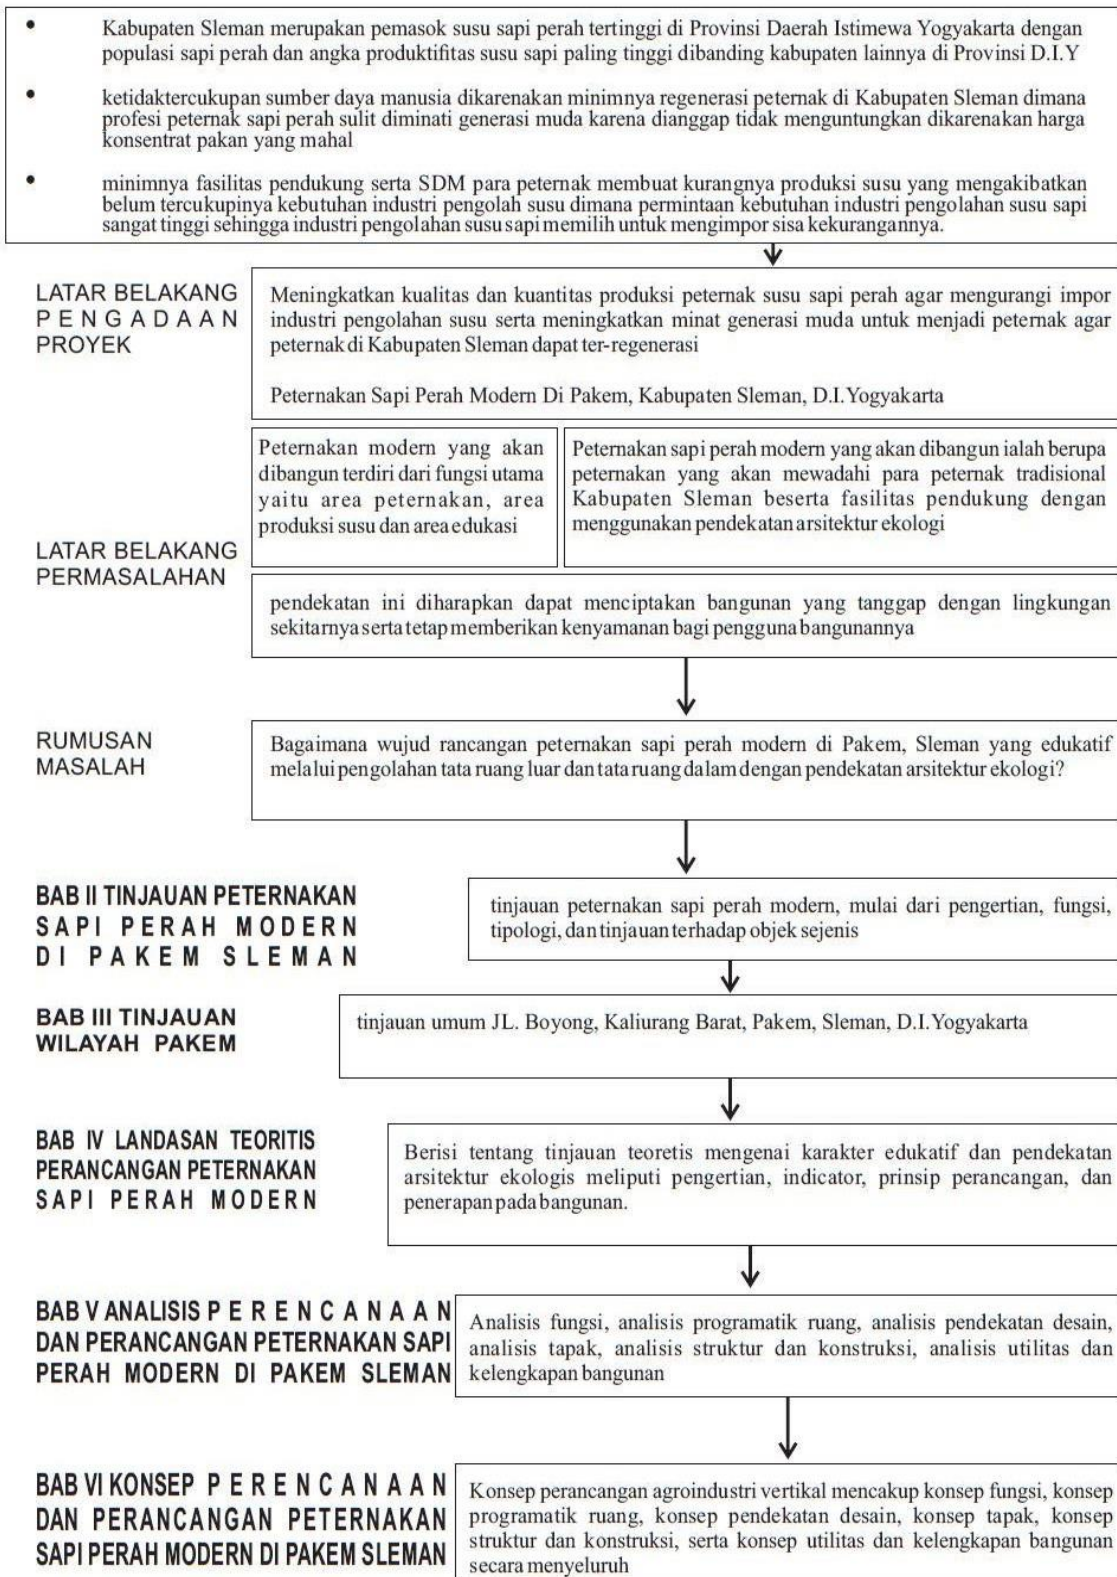 • Kabupaten Sleman merupakan pemasok susu sapi perah tertinggi di Provinsi Daerah Istimewa Yogyakarta dengan
populasi sapi perah dan angka produktifitas susu sapi paling tinggi dibanding kabupaten lainnya di Provinsi D.I.Y
• ketidaktercukupan sumber daya manusia dikarenakan minimnya regenerasi peternak di Kabupaten Sleman dimana
profesi peternak sapi perah sulit diminati generasi muda karena dianggap tidak menguntungkan dikarenakan harga
konsentrat pakan yang mahal
• minimnya fasilitas pendukung serta SDM para peternak membuat kurangnya produksi susu yang mengakibatkan
belum tercukupinya kebutuhan industri pengolah susu dimana permintaan kebutuhan industri pengolahan susu sapi
sangat tinggi sehingga industri pengolahan susu sapi memilih untuk mengimpor sisa kekurangannya.
LATAR BELAKANG
PENGADAAN
PROYEK
Meningkatkan kualitas dan kuantitas produksi peternak susu sapi perah agar mengurangi impor
industri pengolahan susu serta meningkatkan minat generasi muda untuk menjadi peternak agar
peternak di Kabupaten Sleman dapat ter-regenerasi
Peternakan Sapi Perah Modern Di Pakem, Kabupaten Sleman, D.I.Yogyakarta
LATAR BELAKANG
PERMASALAHAN
Peternakan modern yang akan
dibangun terdiri dari fungsi utama
yaitu area peternakan, area
produksi susu dan area edukasi
Peternakan sapi perah modern yang akan dibangun ialah berupa
peternakan yang akan mewadahi para peternak tradisional
Kabupaten Sleman beserta fasilitas pendukung dengan
menggunakan pendekatan arsitektur ekologi
pendekatan ini diharapkan dapat menciptakan bangunan yang tanggap dengan lingkungan
sekitarnya serta tetap memberikan kenyamanan bagi pengguna bangunannya
RUMUSAN
MASALAH
Bagaimana wujud rancangan peternakan sapi perah modern di Pakem, Sleman yang edukatif
melalui pengolahan tata ruang luar dan tata ruang dalam dengan pendekatan arsitektur ekologi?
BAB II TINJAUAN PETERNAKAN
SAPI PERAH MODERN
DI PAKEM SLEMAN
tinjauan peternakan sapi perah modern, mulai dari pengertian, fungsi,
tipologi, dan tinjauan terhadap objek sejenis
BAB III TINJAUAN
WILAYAH PAKEM
tinjauan umum JL. Boyong, Kaliurang Barat, Pakem, Sleman, D.I.Yogyakarta
BAB IV LANDASAN TEORITIS
PERANCANGAN PETERNAKAN
SAPI PERAH MODERN
Berisi tentang tinjauan teoretis mengenai karakter edukatif dan pendekatan
arsitektur ekologis meliputi pengertian, indicator, prinsip perancangan, dan
penerapan pada bangunan.
BAB V ANALISIS PERENCANAAN
DAN PERANCANGAN PETERNAKAN SAPI
PERAH MODERN DI PAKEM SLEMAN
Analisis fungsi, analisis programatik ruang, analisis pendekatan desain,
analisis tapak, analisis struktur dan konstruksi, analisis utilitas dan
kelengkapan bangunan
BAB VI KONSEP PERENCANAAN
DAN PERANCANGAN PETERNAKAN
SAPI PERAH MODERN DI PAKEM SLEMAN
Konsep perancangan agroindustri vertikal mencakup konsep fungsi, konsep
programatik ruang, konsep pendekatan desain, konsep tapak, konsep
struktur dan konstruksi, serta konsep utilitas dan kelengkapan bangunan
secara menyeluruh